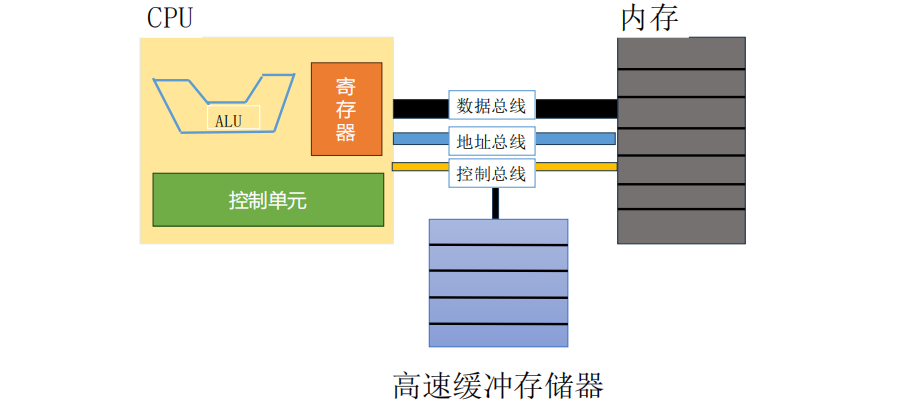 CPU
内存
寄
存
器
ALU
数据总线
地址总线
控制总线
控制单元
高速缓冲存储器